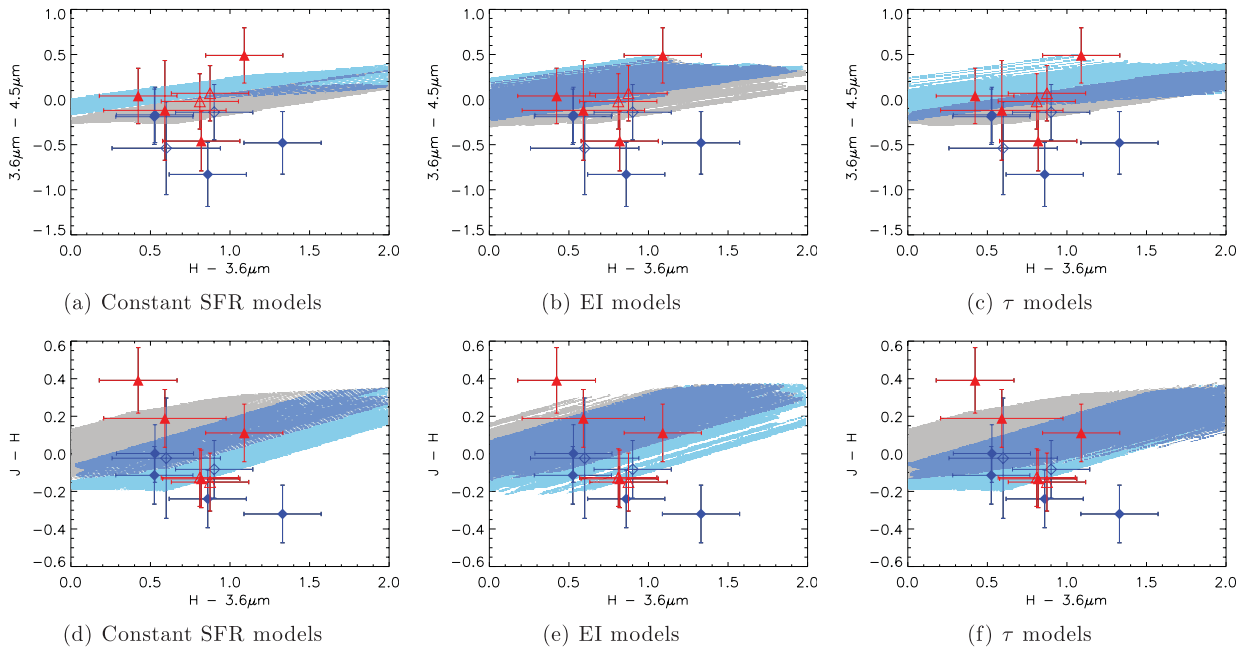 1.0
0.5
0.0
−0.5
−1.0
−1.5
3.6μm − 4.5μm
0.0 0.5 1.0 1.5 2.0
H − 3.6μm
(a) Constant SFR models
1.0
0.5
0.0
−0.5
−1.0
−1.5
3.6μm − 4.5μm
0.0 0.5 1.0 1.5 2.0
H − 3.6μm
(b) EI models
1.0
0.5
0.0
−0.5
−1.0
−1.5
3.6μm − 4.5μm
0.0 0.5 1.0 1.5 2.0
H − 3.6μm
(c) τ models
0.6
0.4
0.2
0.0
−0.2
−0.4
−0.6
J − H
0.0 0.5 1.0 1.5 2.0
H − 3.6μm
(d) Constant SFR models
0.6
0.4
0.2
0.0
−0.2
−0.4
−0.6
J − H
0.0 0.5 1.0 1.5 2.0
H − 3.6μm
(e) EI models
0.6
0.4
0.2
0.0
−0.2
−0.4
−0.6
J − H
0.0 0.5 1.0 1.5 2.0
H − 3.6μm
(f) τ models